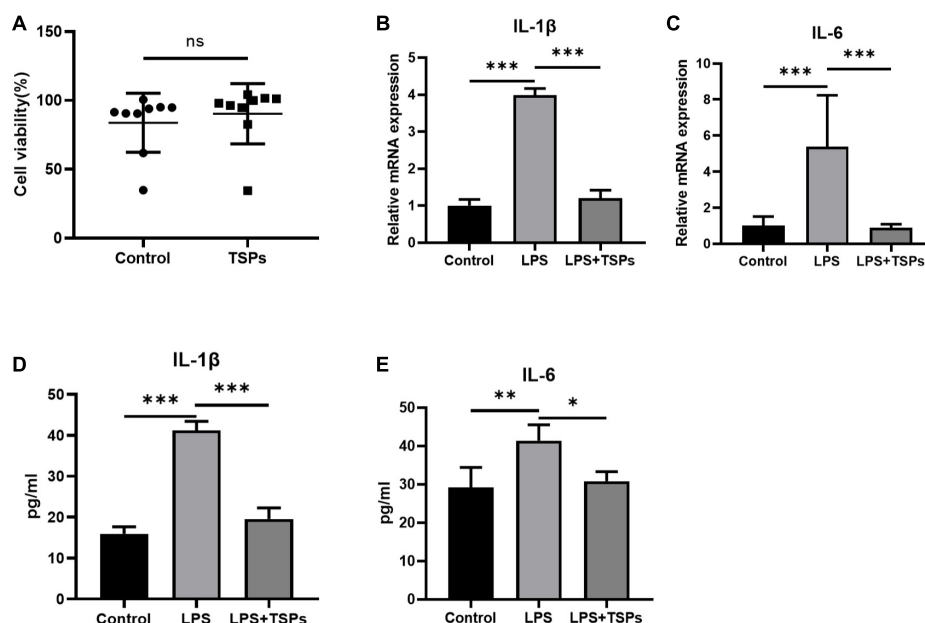 A
ns
Cell viability(%)
150
100
50
0
Control
TSPs
B
IL-1β
Relative mRNA expression
5
4
3
2
1
0
***
***
Control
LPS
LPS+TSPs
C
IL-6
Relative mRNA expression
10
8
6
4
2
0
***
***
Control
LPS
LPS+TSPs
D
IL-1β
pg/ml
50
40
30
20
10
0
***
***
Control
LPS
LPS+TSPs
E
IL-6
pg/ml
50
40
30
20
10
0
**
*
Control
LPS
LPS+TSPs